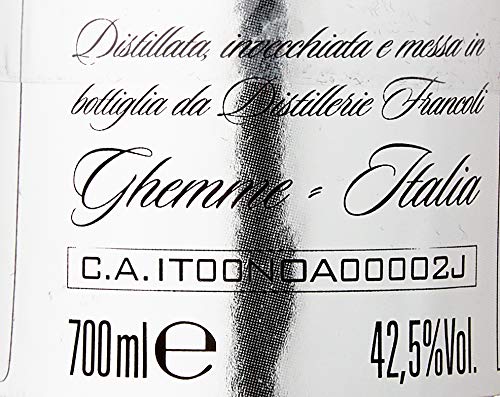 Distillata, invecchiata e messa in
bottiglia da Distillerie Francoli
Ghemme - Italia
C.A.IT00NOA00002J
700ml e 42,5%Vol.